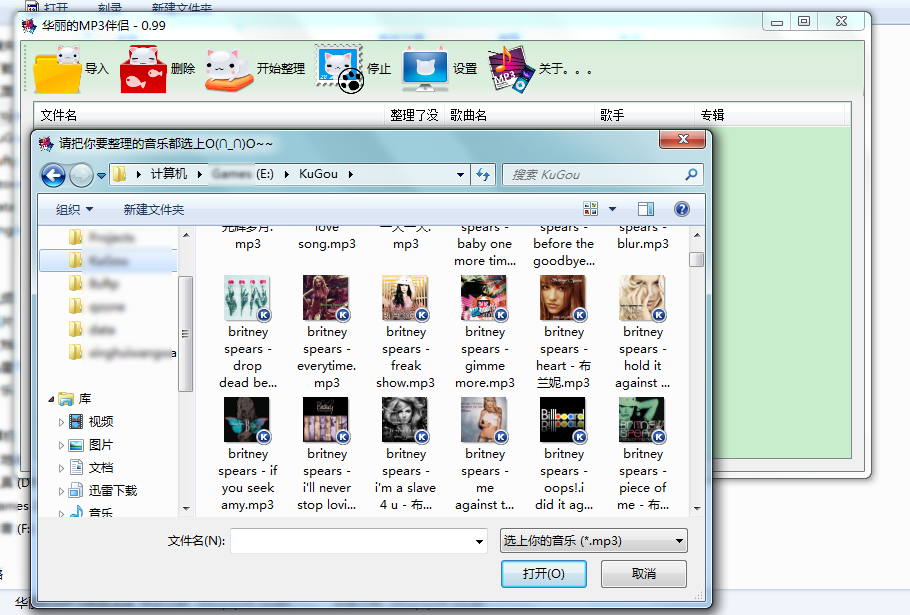 打开
刻录
新建文件夹
华丽的MP3伴侣 - 0.99
导入
删除
开始整理
停止
设置
MP3
关于。。。
文件名
整理了没
歌曲名
歌手
专辑
请把你要整理的音乐都选上O(∩_∩)O~~
计算机
(E:)
KuGou
搜索 KuGou
组织
新建文件夹
库
视频
图片
文档
迅雷下载
音乐
mp3
love
song.mp3
mp3
spears -
baby one
more tim...
spears -
before the
goodbye...
spears -
blur.mp3
britney
spears -
drop
dead be...
britney
spears -
everytime.
mp3
britney
spears -
freak
show.mp3
britney
spears -
gimme
more.mp3
britney
spears -
heart - 布
兰妮.mp3
britney
spears -
hold it
against ...
britney
spears - if
you seek
amy.mp3
britney
spears -
i'll never
stop lovi...
britney
spears -
i'm a slave
4 u - 布...
britney
spears -
me
against t...
Billboard
britney
spears -
oops!.i
did it ag...
britney
spears -
piece of
me - 布...
文件名(N):
选上你的音乐 (*.mp3)
打开(O)
取消